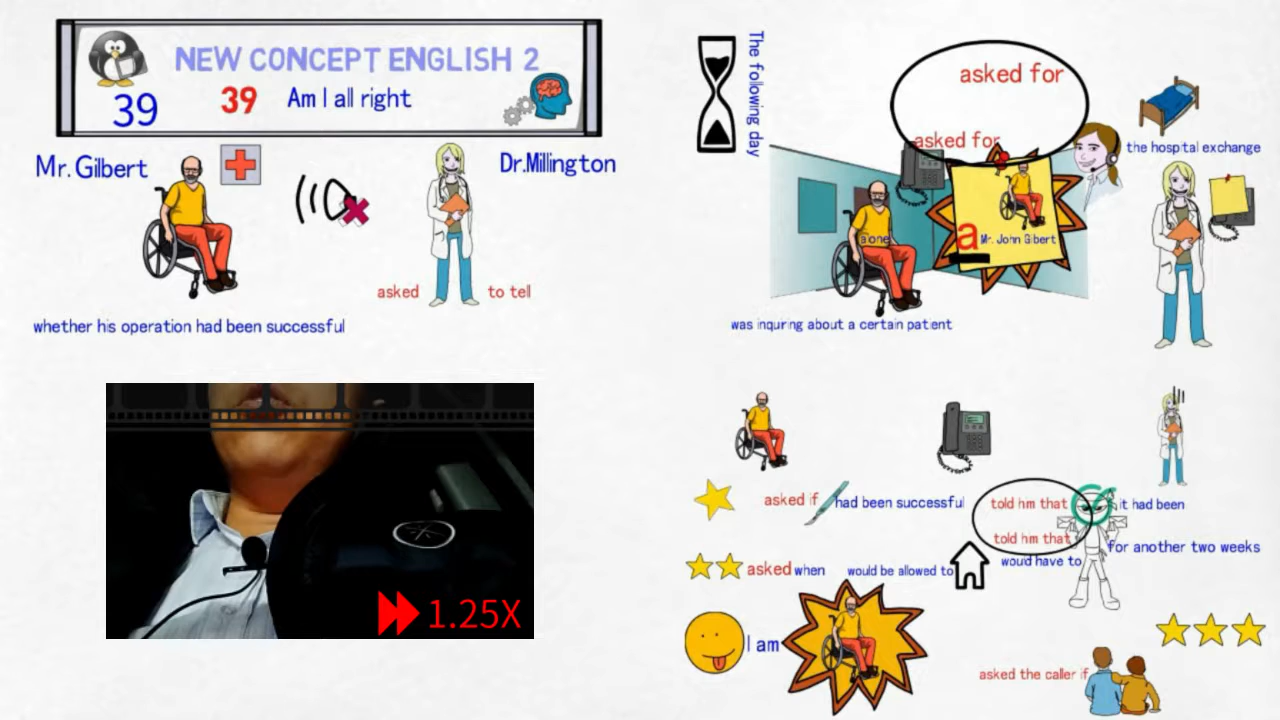 NEW CONCEPT ENGLISH 2
39
39
Am I all right
Mr. Gilbert
Dr.Millington
asked
to tell
whether his operation had been successful
1.25X
The following day
asked for
asked for
the hospital exchange
alone
a
Mr. John Gilbert
was inquiring about a certain patient
asked if
had been successful
told him that
it had been
told him that
for another two weeks
asked when
would be allowed to
would have to
I am
asked the caller if